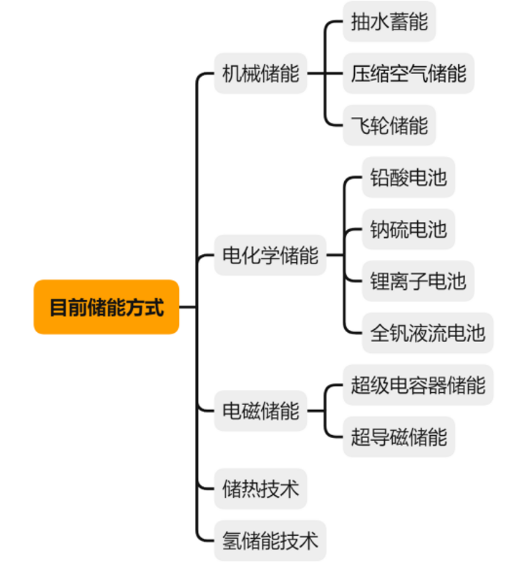 目前储能方式
机械储能
抽水蓄能
压缩空气储能
飞轮储能
电化学储能
铅酸电池
钠硫电池
锂离子电池
全钒液流电池
电磁储能
超级电容器储能
超导磁储能
储热技术
氢储能技术